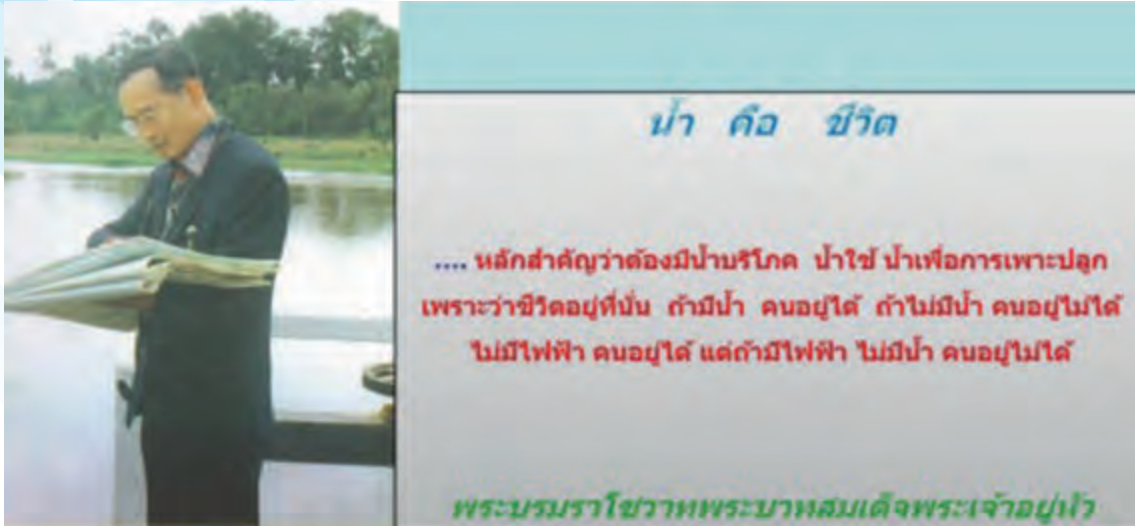 น้ำ คือ ชีวิต
.... หลักสำคัญว่าต้องมีน้ำบริโภค น้ำใช้ น้ำเพื่อการเพาะปลูก
เพราะว่าชีวิตอยู่ที่นั่น ถ้ามีน้ำ คนอยู่ได้ ถ้าไม่มีน้ำ คนอยู่ไม่ได้
ไม่มีไฟฟ้า คนอยู่ได้ แต่ถ้ามีไฟฟ้า ไม่มีน้ำ คนอยู่ไม่ได้
พระบรมราโชวาทพระบาทสมเด็จพระเจ้าอยู่หัว